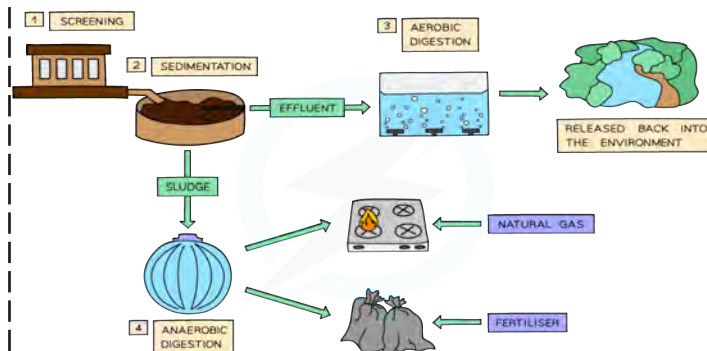 1 SCREENING
2 SEDIMENTATION
3 AEROBIC
DIGESTION
EFFLUENT
RELEASED BACK INTO
THE ENVIRONMENT
SLUDGE
NATURAL GAS
4 ANAEROBIC
DIGESTION
FERTILISER